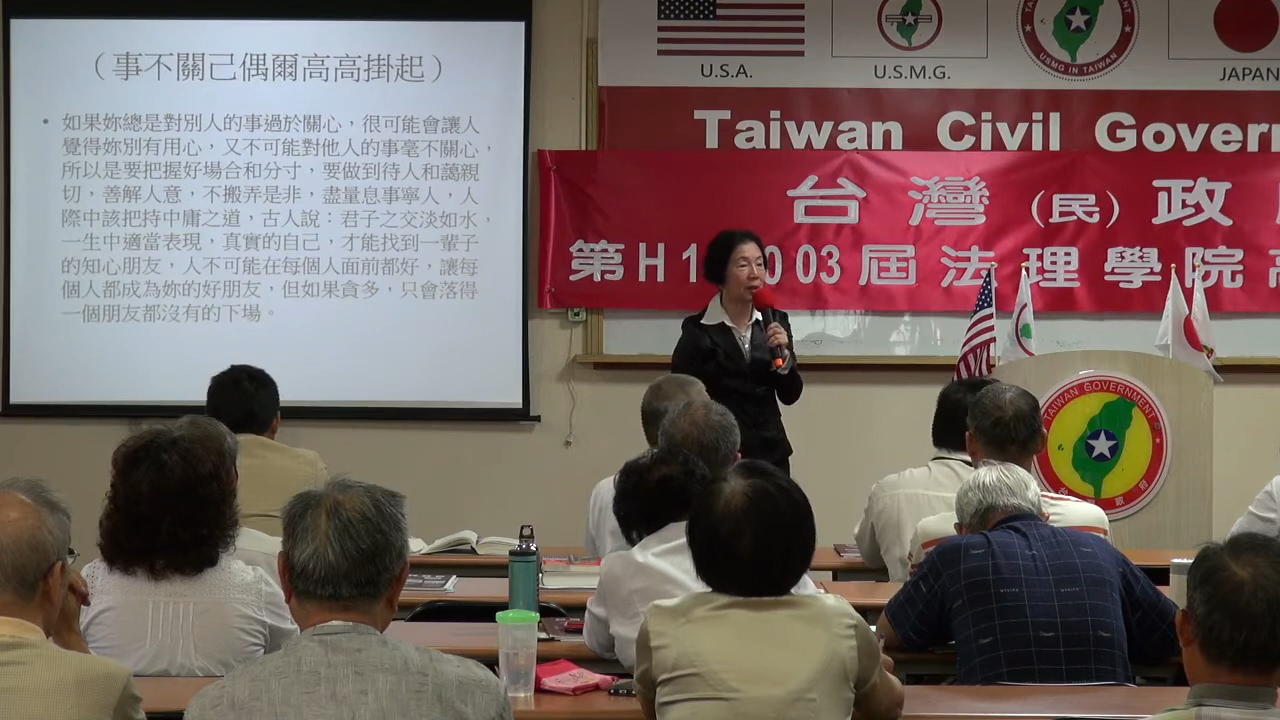 （事不關己偶爾高高掛起）
• 如果妳總是對別人的事過於關心，很可能會讓人
覺得妳別有用心，又不可能對他人的事毫不關心，
所以是要把握好場合和分寸，要做到待人和藹親
切，善解人意，不搬弄是非，盡量息事寧人，人
際中該把持中庸之道，古人說：君子之交淡如水，
一生中適當表現，真實的自己，才能找到一輩子
的知心朋友，人不可能在每個人面前都好，讓每
個人都成為妳的好朋友，但如果貪多，只會落得
一個朋友都沒有的下場。
U.S.A.
U.S.M.G.
USMG IN TAIWAN
JAPAN
Taiwan Civil Govern
台灣（民）政
第H1 003屆法理學院高
TAIWAN GOVERNMENT